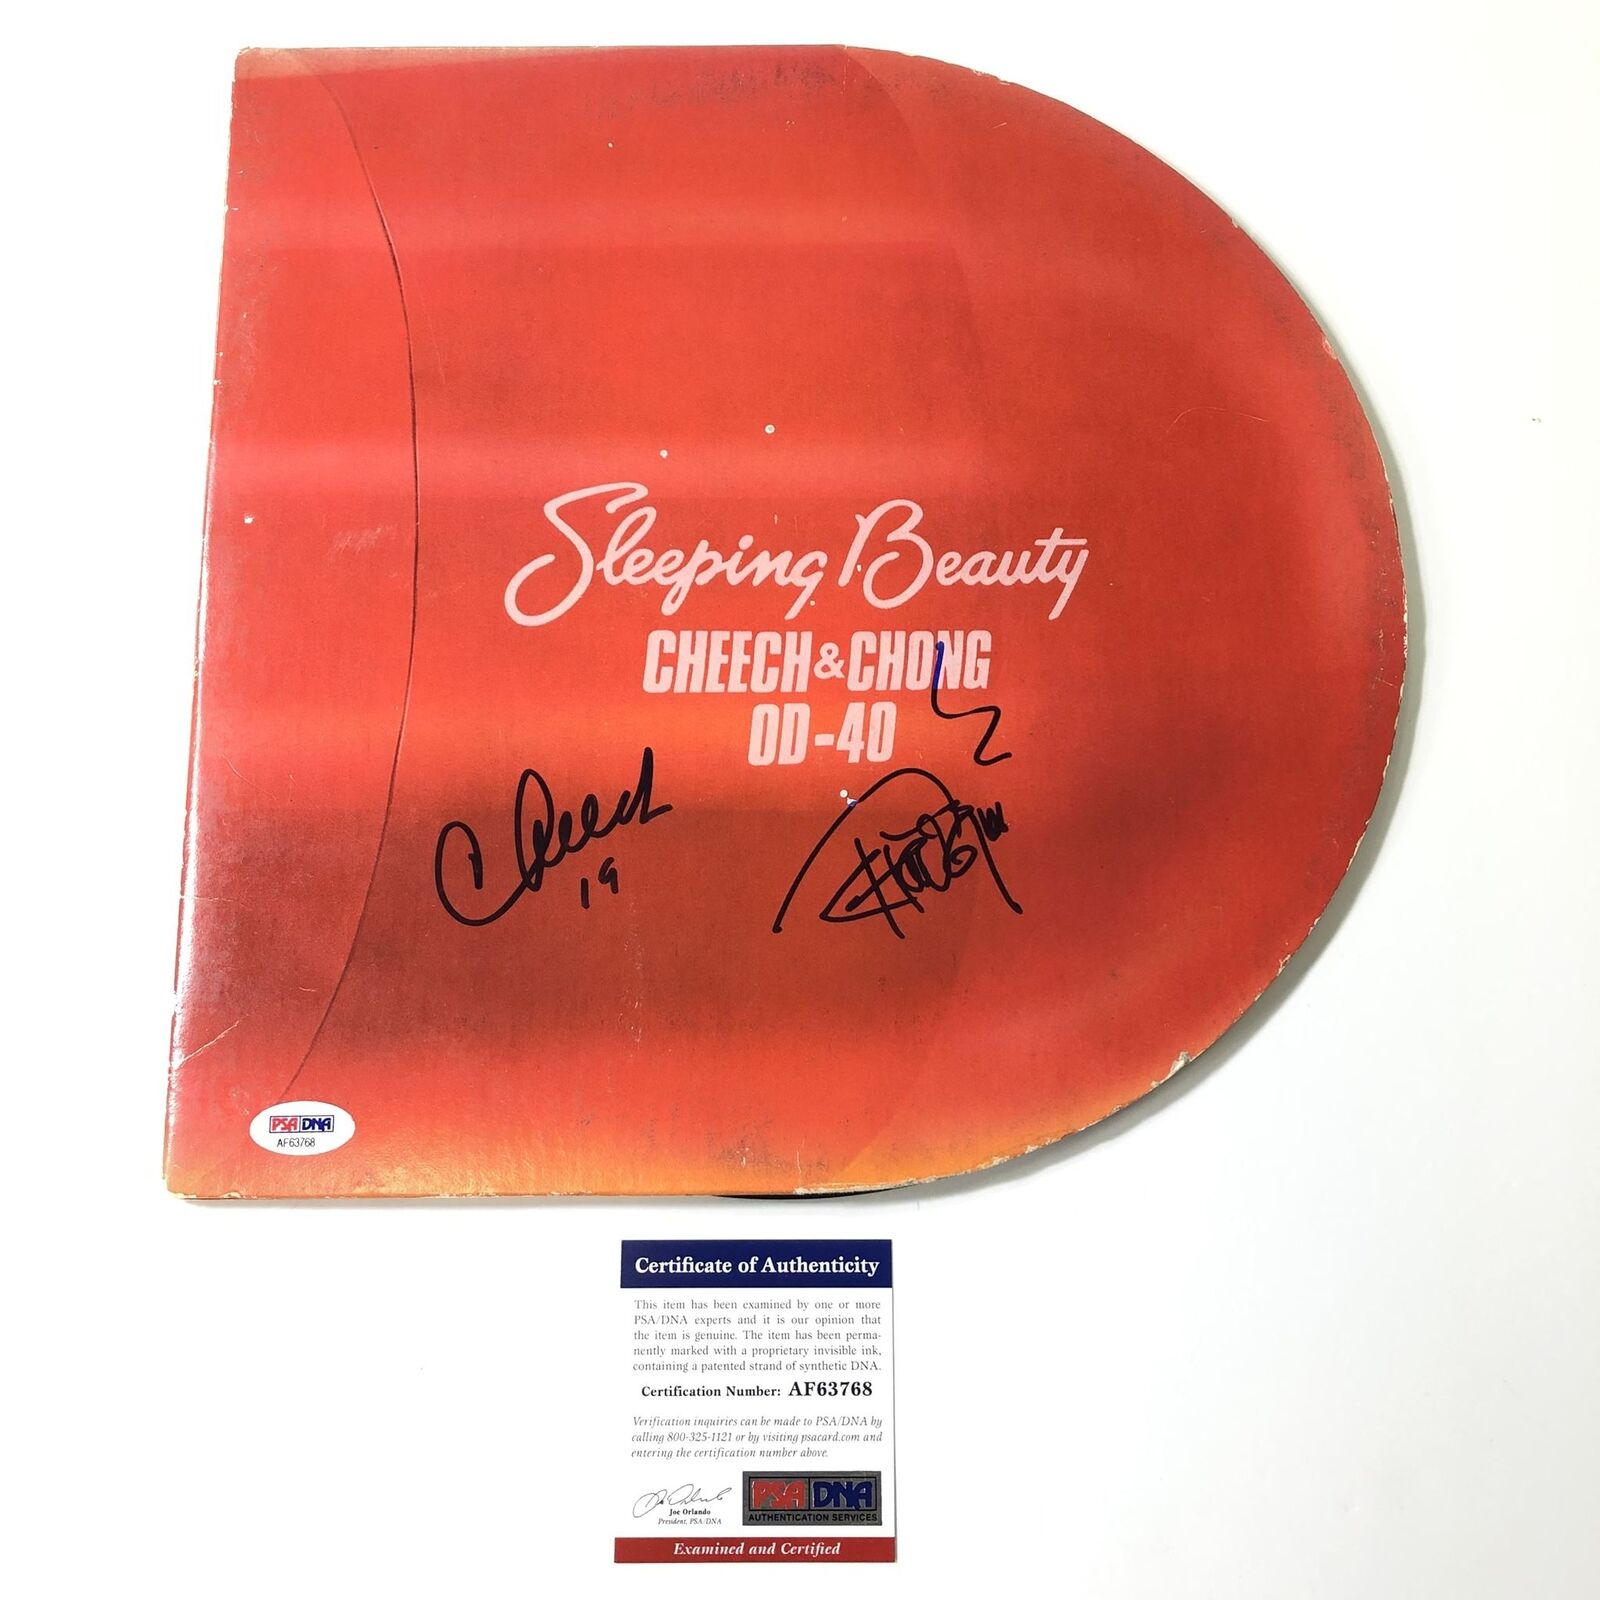 Sleeping Beauty
CHEECH & CHONG
OD-40
Cheech
19
Chong
PSA DNA
AF63768
Certificate of Authenticity
This item has been examined by one or more
PSA/DNA experts and it is our opinion that
the item is genuine. The item has been perma-
nently marked with a proprietary invisible ink,
containing a patented strand of synthetic DNA.
Certification Number: AF63768
Verification inquiries can be made to PSA/DNA by
calling 800-325-1121 or by visiting psacard.com and
entering the certification number above.
Joe Orlando
President, PSA/DNA
PSA DNA
AUTHENTICATION SERVICES
Examined and Certified